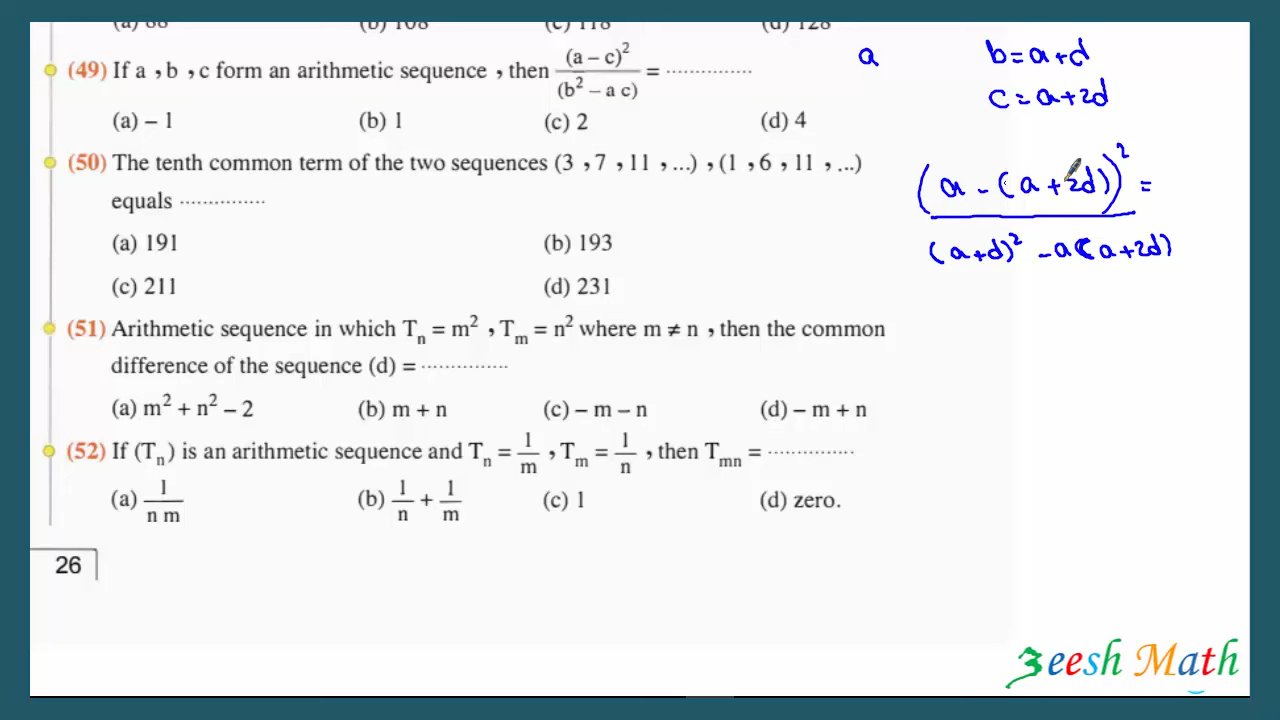 (a) 88 (b) 108 (c) 118 (d) 128
(49) If a , b , c form an arithmetic sequence , then (a – c)² / (b² – a c) = ..............
(a) – 1 (b) 1 (c) 2 (d) 4
(50) The tenth common term of the two sequences (3 , 7 , 11 , ...) , (1 , 6 , 11 , ...)
equals ..............
(a) 191 (b) 193
(c) 211 (d) 231
(51) Arithmetic sequence in which Tₙ = m² , Tₘ = n² where m ≠ n , then the common
difference of the sequence (d) = ..............
(a) m² + n² – 2 (b) m + n (c) – m – n (d) – m + n
(52) If (Tₙ) is an arithmetic sequence and Tₙ = 1/m , Tₘ = 1/n , then Tₘₙ = ..............
(a) 1/n m (b) 1/n + 1/m (c) 1 (d) zero.
26
a b = a + d
c = a + 2d
(a - (a + 2d))² =
(a + d)² - a (a + 2d)
Zeesh Math